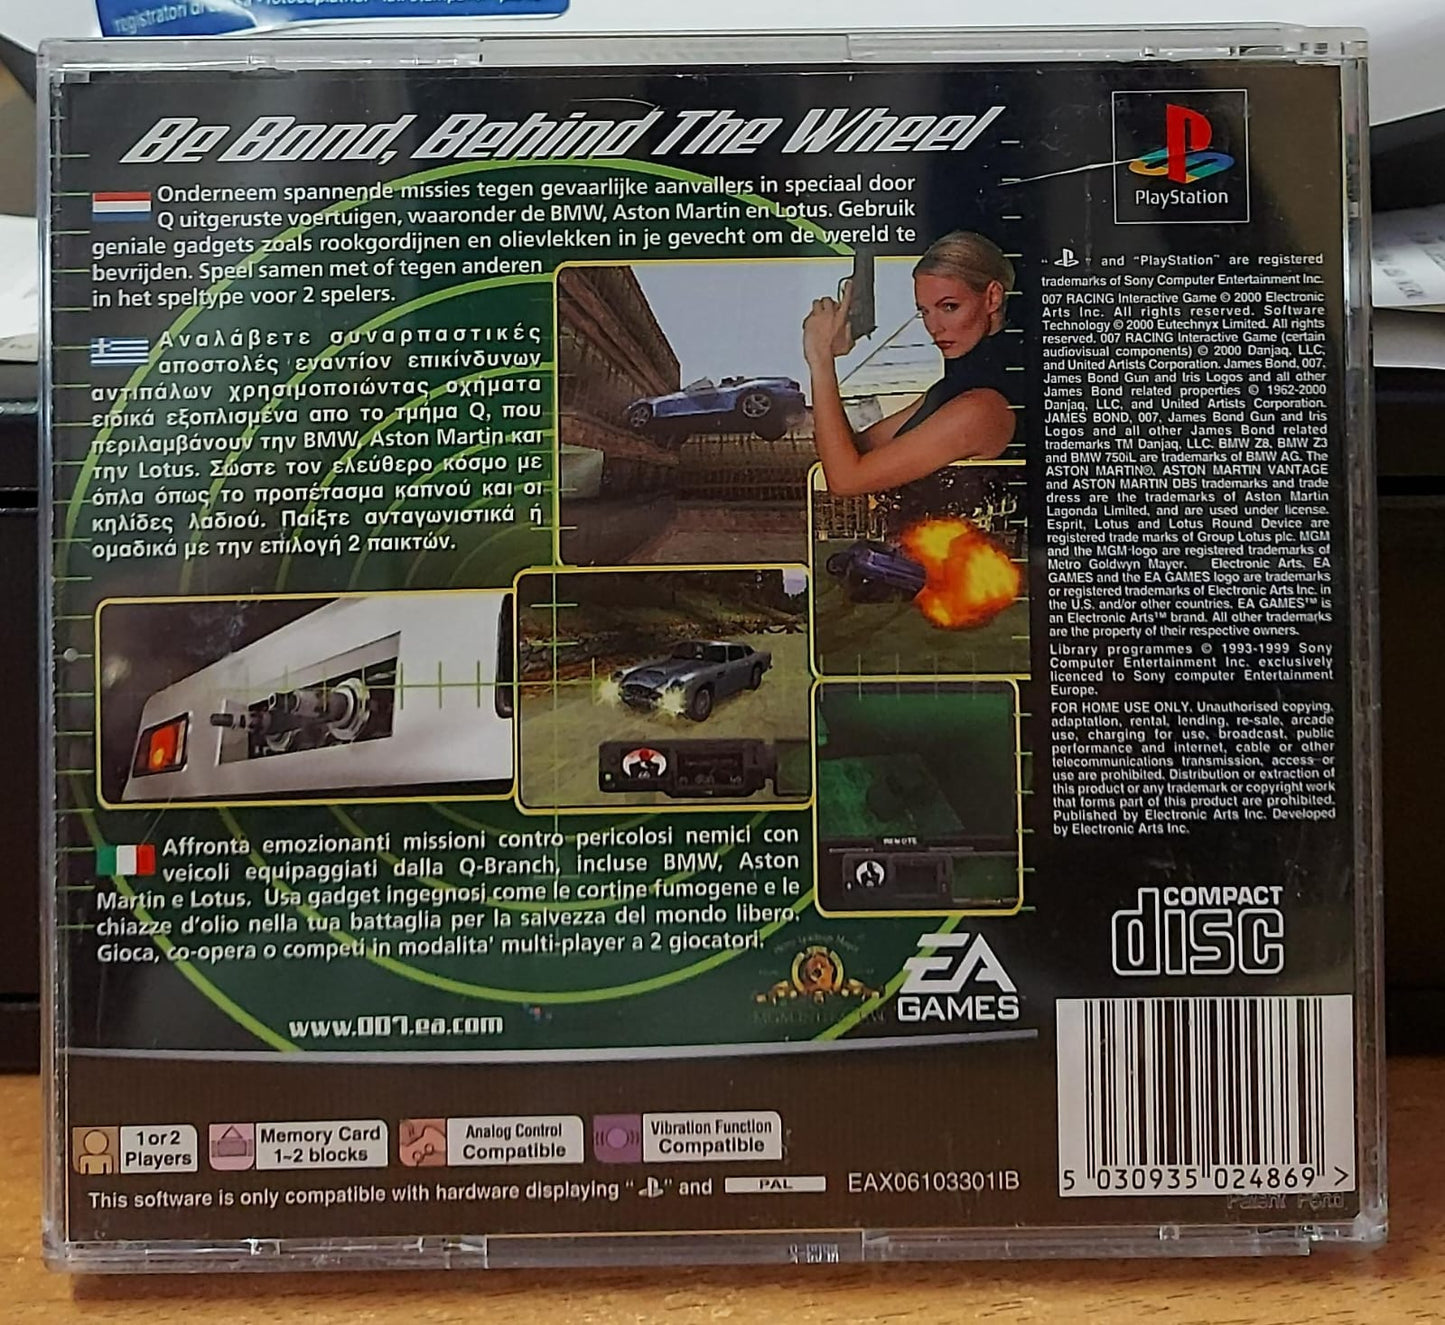 registratori di
Be Bond, Behind The Wheel
Onderneem spannende missies tegen gevaarlijke aanvallers in speciaal door
Q uitgeruste voertuigen, waaronder de BMW, Aston Martin en Lotus. Gebruik
geniale gadgets zoals rookgordijnen en olievlekken in je gevecht om de wereld te
bevrijden. Speel samen met of tegen anderen
in het speltype voor 2 spelers.
Αναλάβετε συναρπαστικές
αποστολές εναντίον επικίνδυνων
αντιπάλων χρησιμοποιώντας οχήματα
ειδικά εξοπλισμένα απο το τμήμα Q, που
περιλαμβάνουν την BMW, Aston Martin και
την Lotus. Σώστε τον ελεύθερο κόσμο με
όπλα όπως το προπέτασμα καπνού και οι
κηλίδες λαδιού. Παίξτε ανταγωνιστικά ή
ομαδικά με την επιλογή 2 παικτών.
REMOTE
Affronta emozionanti missioni contro pericolosi nemici con
veicoli equipaggiati dalla Q-Branch, incluse BMW, Aston
Martin e Lotus. Usa gadget ingegnosi come le cortine fumogene e le
chiazze d'olio nella tua battaglia per la salvezza del mondo libero.
Gioca, co-opera o competi in modalita' multi-player a 2 giocatori.
www.007.ea.com
EA
GAMES
1 or 2
Players
Memory Card
1~2 blocks
Analog Control
Compatible
Vibration Function
Compatible
This software is only compatible with hardware displaying " " and PAL
EAX06103301IB
PlayStation
" " and "PlayStation" are registered
trademarks of Sony Computer Entertainment Inc.
007 RACING Interactive Game © 2000 Electronic
Arts Inc. All rights reserved. Software
Technology © 2000 Eutechnyx Limited. All rights
reserved. 007 RACING Interactive Game (certain
audiovisual components) © 2000 Danjaq, LLC,
and United Artists Corporation. James Bond, 007,
James Bond Gun and Iris Logos and all other
James Bond related properties © 1962-2000
Danjaq, LLC, and United Artists Corporation.
JAMES BOND, 007, James Bond Gun and Iris
Logos and all other James Bond related
trademarks TM Danjaq, LLC. BMW Z8, BMW Z3
and BMW 750iL are trademarks of BMW AG. The
ASTON MARTIN®, ASTON MARTIN VANTAGE
and ASTON MARTIN DB5 trademarks and trade
dress are the trademarks of Aston Martin
Lagonda Limited, and are used under license.
Esprit, Lotus and Lotus Round Device are
registered trade marks of Group Lotus plc. MGM
and the MGM-logo are registered trademarks of
Metro Goldwyn Mayer. Electronic Arts, EA
GAMES and the EA GAMES logo are trademarks
or registered trademarks of Electronic Arts Inc. in
the U.S. and/or other countries. EA GAMES™ is
an Electronic Arts™ brand. All other trademarks
are the property of their respective owners.
Library programmes © 1993-1999 Sony
Computer Entertainment Inc. exclusively
licenced to Sony computer Entertainment
Europe.
FOR HOME USE ONLY. Unauthorised copying,
adaptation, rental, lending, re-sale, arcade
use, charging for use, broadcast, public
performance and internet, cable or other
telecommunications transmission, access or
use are prohibited. Distribution or extraction of
this product or any trademark or copyright work
that forms part of this product are prohibited.
Published by Electronic Arts Inc. Developed
by Electronic Arts Inc.
COMPACT
disc
5 030935 024869 >